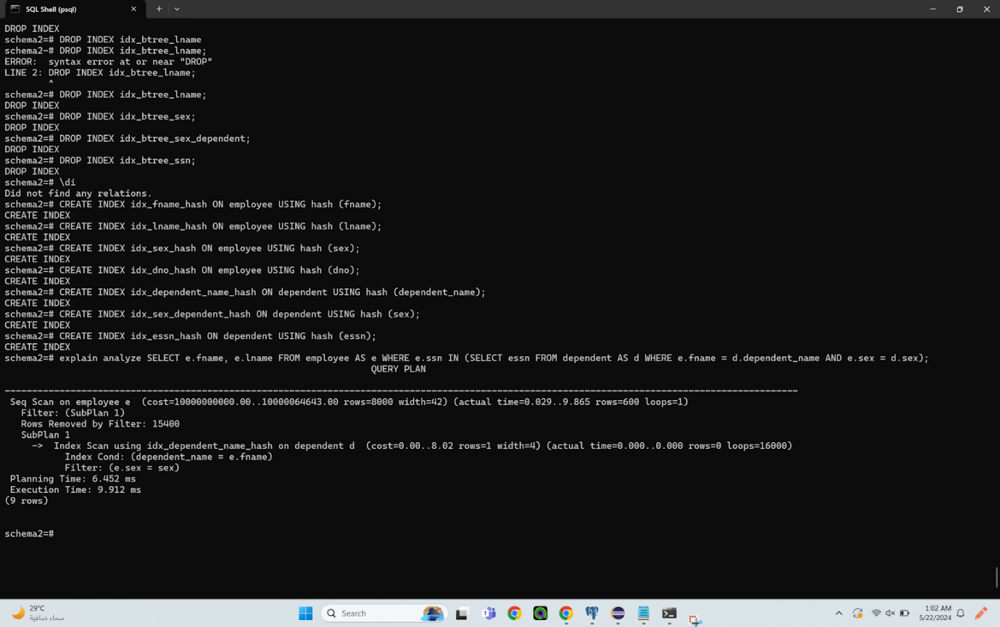 SQL Shell (psql)
DROP INDEX
schema2=# DROP INDEX idx_btree_lname
schema2-# DROP INDEX idx_btree_lname;
ERROR:  syntax error at or near "DROP"
LINE 2: DROP INDEX idx_btree_lname;
^
schema2=# DROP INDEX idx_btree_lname;
DROP INDEX
schema2=# DROP INDEX idx_btree_sex;
DROP INDEX
schema2=# DROP INDEX idx_btree_sex_dependent;
DROP INDEX
schema2=# DROP INDEX idx_btree_ssn;
DROP INDEX
schema2=# \di
Did not find any relations.
schema2=# CREATE INDEX idx_fname_hash ON employee USING hash (fname);
CREATE INDEX
schema2=# CREATE INDEX idx_lname_hash ON employee USING hash (lname);
CREATE INDEX
schema2=# CREATE INDEX idx_sex_hash ON employee USING hash (sex);
CREATE INDEX
schema2=# CREATE INDEX idx_dno_hash ON employee USING hash (dno);
CREATE INDEX
schema2=# CREATE INDEX idx_dependent_name_hash ON dependent USING hash (dependent_name);
CREATE INDEX
schema2=# CREATE INDEX idx_sex_dependent_hash ON dependent USING hash (sex);
CREATE INDEX
schema2=# CREATE INDEX idx_essn_hash ON dependent USING hash (essn);
CREATE INDEX
schema2=# explain analyze SELECT e.fname, e.lname FROM employee AS e WHERE e.ssn IN (SELECT essn FROM dependent AS d WHERE e.fname = d.dependent_name AND e.sex = d.sex);
QUERY PLAN
-------------------------------------------------------------------------------------------------------------------------------------------------
Seq Scan on employee e  (cost=10000000000.00..10000064643.00 rows=8000 width=42) (actual time=0.029..9.865 rows=600 loops=1)
Filter: (SubPlan 1)
Rows Removed by Filter: 15400
SubPlan 1
->  Index Scan using idx_dependent_name_hash on dependent d  (cost=0.00..8.02 rows=1 width=4) (actual time=0.000..0.000 rows=0 loops=16000)
Index Cond: (dependent_name = e.fname)
Filter: (e.sex = sex)
Planning Time: 6.452 ms
Execution Time: 9.912 ms
(9 rows)
schema2=#
29°C
سماء صافية
Search
1:02 AM
5/22/2024